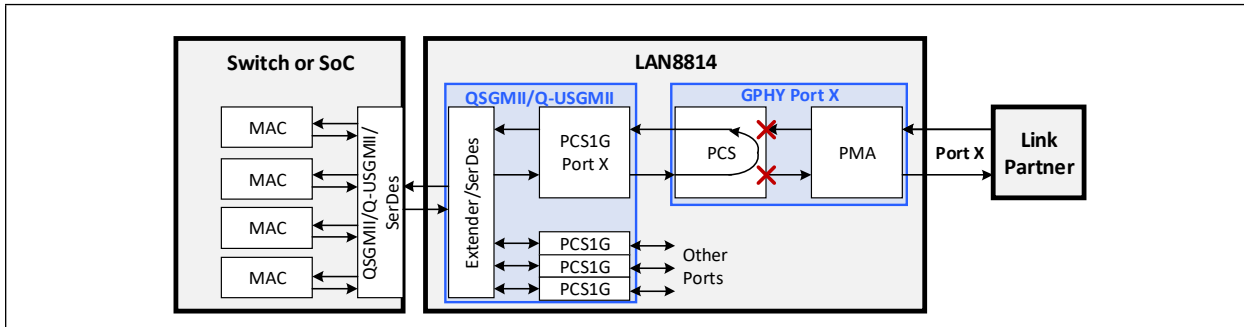 Switch or SoC
MAC
MAC
MAC
MAC
QSGMII/Q-USGMII/
SerDes
LAN8814
QSGMII/Q-USGMII
Extender/SerDes
PCS1G
Port X
PCS1G
PCS1G
PCS1G
Other
Ports
GPHY Port X
PCS
PMA
Port X
Link
Partner